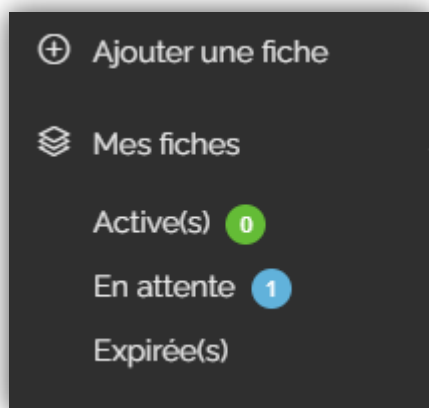 Ajouter une fiche
Mes fiches
Active(s) 0
En attente 1
Expirée(s)